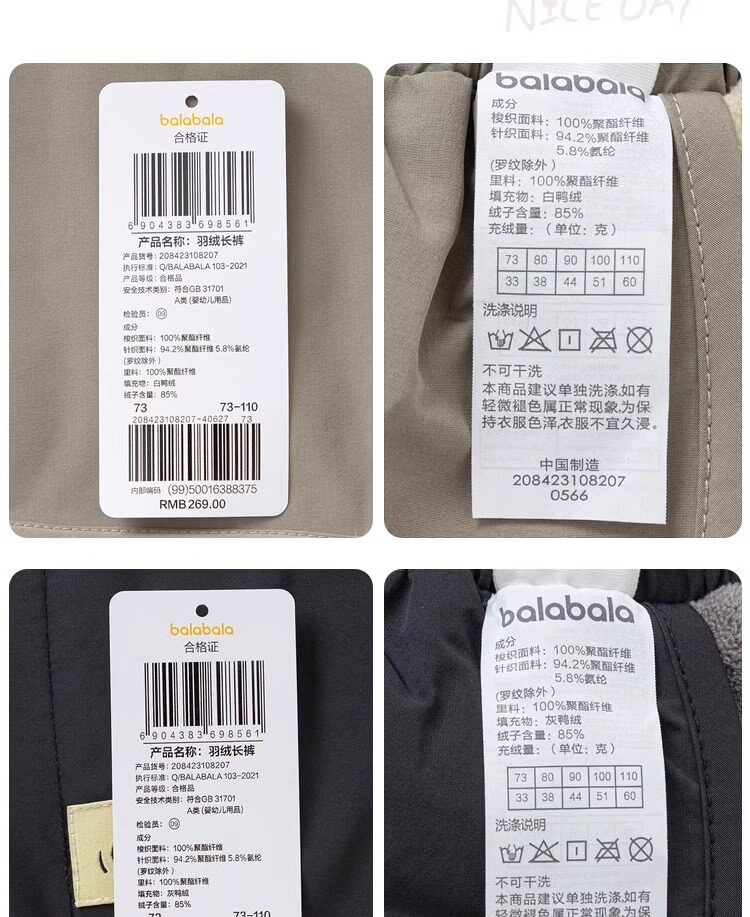 NICE DAY
balabala
合格证
6 904383 698561
产品名称：羽绒长裤
产品货号：208423108207
执行标准：Q/BALABALA 103-2021
产品等级：合格品
安全技术类别：符合GB 31701
A类 (婴幼儿用品)
检验员：09
成分
梭织面料：100%聚酯纤维
针织面料：94.2%聚酯纤维 5.8%氨纶
(罗纹除外)
里料：100%聚酯纤维
填充物：白鸭绒
绒子含量：85%
73 73-110
208423108207-40627 73
内部编码 (99)50016388375
RMB269.00
balabala
成分
梭织面料：100%聚酯纤维
针织面料：94.2%聚酯纤维
5.8%氨纶
(罗纹除外)
里料：100%聚酯纤维
填充物：白鸭绒
绒子含量：85%
充绒量：(单位：克)
73 80 90 100 110
33 38 44 51 60
洗涤说明
不可干洗
本商品建议单独洗涤,如有
轻微褪色属正常现象,为保
持衣服色泽,衣服不宜久浸。
中国制造
208423108207
0566
balabala
合格证
6 904383 698561
产品名称：羽绒长裤
产品货号：208423108207
执行标准：Q/BALABALA 103-2021
产品等级：合格品
安全技术类别：符合GB 31701
A类 (婴幼儿用品)
检验员：09
成分
梭织面料：100%聚酯纤维
针织面料：94.2%聚酯纤维 5.8%氨纶
(罗纹除外)
里料：100%聚酯纤维
填充物：灰鸭绒
绒子含量：85%
73 73-110
balabala
成分
梭织面料：100%聚酯纤维
针织面料：94.2%聚酯纤维
5.8%氨纶
(罗纹除外)
里料：100%聚酯纤维
填充物：灰鸭绒
绒子含量：85%
充绒量：(单位：克)
73 80 90 100 110
33 38 44 51 60
洗涤说明
不可干洗
本商品建议单独洗涤,如有
轻微褪色属正常现象,为保